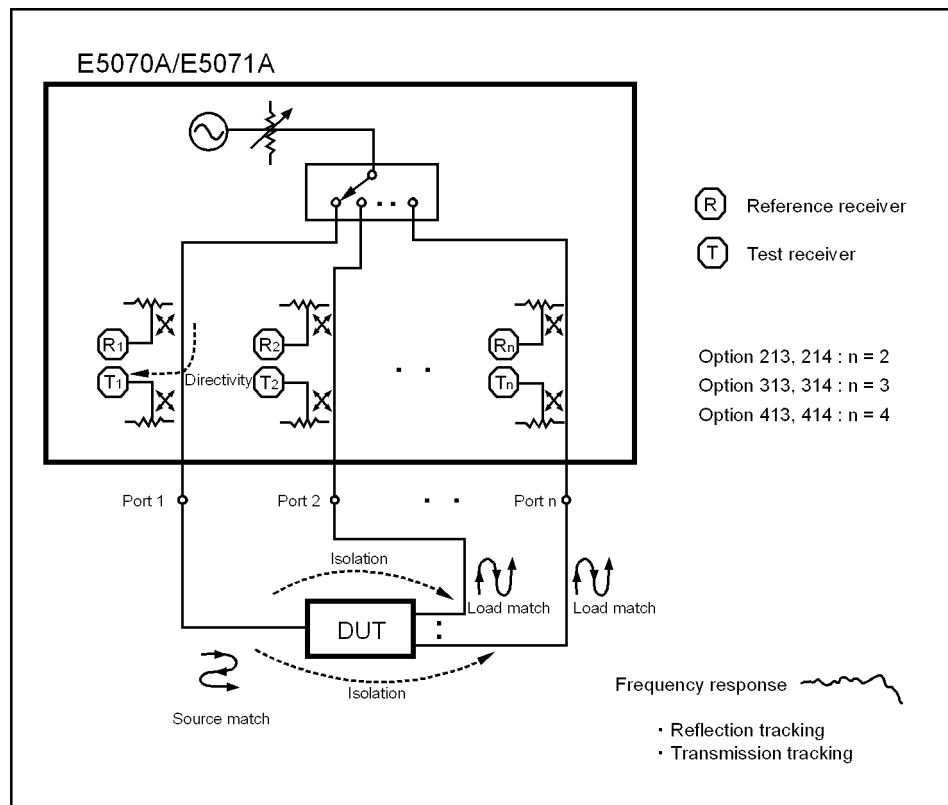 E5070A/E5071A
R Reference receiver
T Test receiver
R1
R2
Rn
T1
Directivity
T2
Tn
Option 213, 214 : n = 2
Option 313, 314 : n = 3
Option 413, 414 : n = 4
Port 1
Port 2
Port n
Isolation
Load match
Load match
DUT
Isolation
Source match
Frequency response
· Reflection tracking
· Transmission tracking